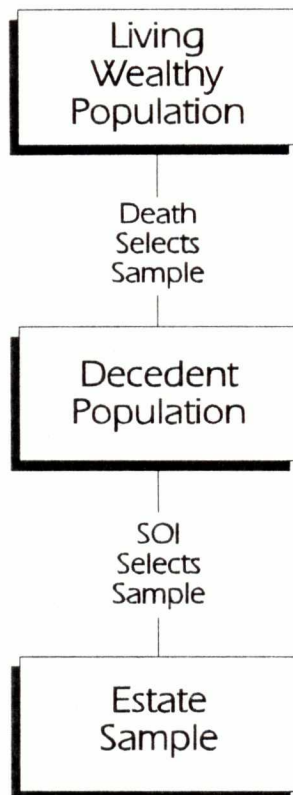 Living
Wealthy
Population
Death
Selects
Sample
Decedent
Population
SOI
Selects
Sample
Estate
Sample